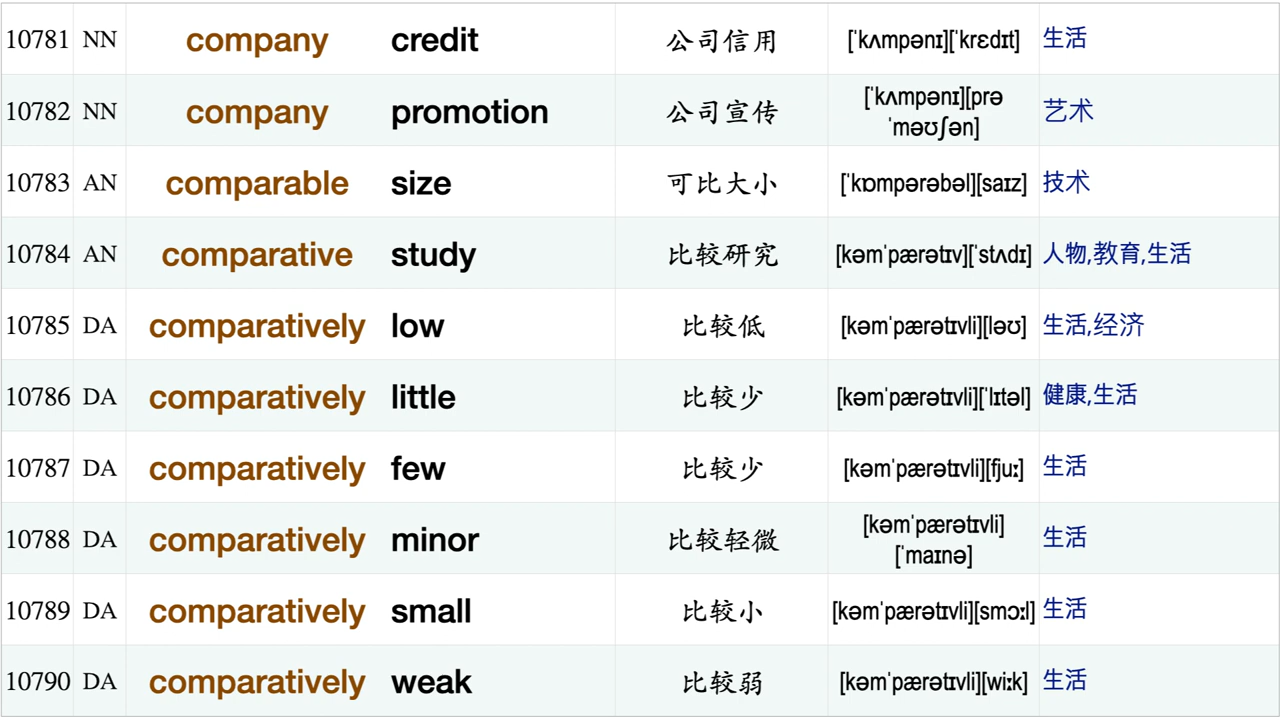 10781 NN company credit 公司信用 [ˈkʌmpənɪ][ˈkrɛdɪt] 生活
10782 NN company promotion 公司宣传 [ˈkʌmpənɪ][prəˈməʊʃən] 艺术
10783 AN comparable size 可比大小 [ˈkɒmpərəbəl][saɪz] 技术
10784 AN comparative study 比较研究 [kəmˈpærətɪv][ˈstʌdɪ] 人物,教育,生活
10785 DA comparatively low 比较低 [kəmˈpærətɪvli][ləʊ] 生活,经济
10786 DA comparatively little 比较少 [kəmˈpærətɪvli][ˈlɪtəl] 健康,生活
10787 DA comparatively few 比较少 [kəmˈpærətɪvli][fjuː] 生活
10788 DA comparatively minor 比较轻微 [kəmˈpærətɪvli][ˈmaɪnə] 生活
10789 DA comparatively small 比较小 [kəmˈpærətɪvli][smɔːl] 生活
10790 DA comparatively weak 比较弱 [kəmˈpærətɪvli][wiːk] 生活